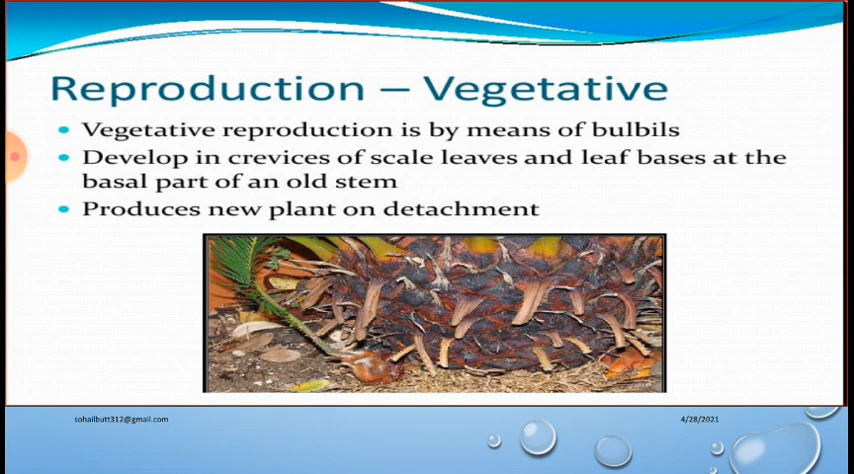 Reproduction – Vegetative
• Vegetative reproduction is by means of bulbils
• Develop in crevices of scale leaves and leaf bases at the
basal part of an old stem
• Produces new plant on detachment
sohailbutt312@gmail.com
4/28/2021